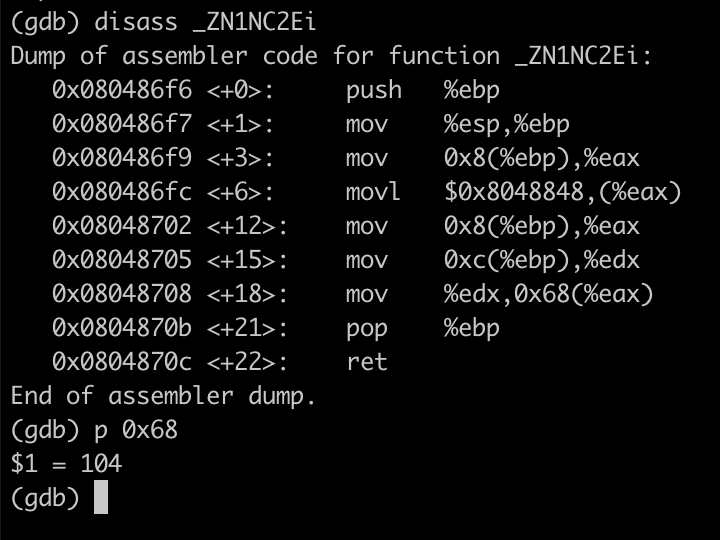 (gdb) disass _ZN1NC2Ei
Dump of assembler code for function _ZN1NC2Ei:
   0x080486f6 <+0>:     push   %ebp
   0x080486f7 <+1>:     mov    %esp,%ebp
   0x080486f9 <+3>:     mov    0x8(%ebp),%eax
   0x080486fc <+6>:     movl   $0x8048848,(%eax)
   0x08048702 <+12>:    mov    0x8(%ebp),%eax
   0x08048705 <+15>:    mov    0xc(%ebp),%edx
   0x08048708 <+18>:    mov    %edx,0x68(%eax)
   0x0804870b <+21>:    pop    %ebp
   0x0804870c <+22>:    ret
End of assembler dump.
(gdb) p 0x68
$1 = 104
(gdb)